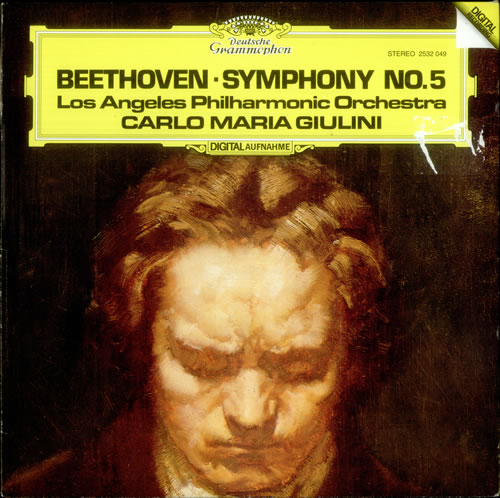 DIGITAL
Deutsche
Grammophon
STEREO 2532 049
BEETHOVEN · SYMPHONY NO.5
Los Angeles Philharmonic Orchestra
CARLO MARIA GIULINI
DIGITAL AUFNAHME